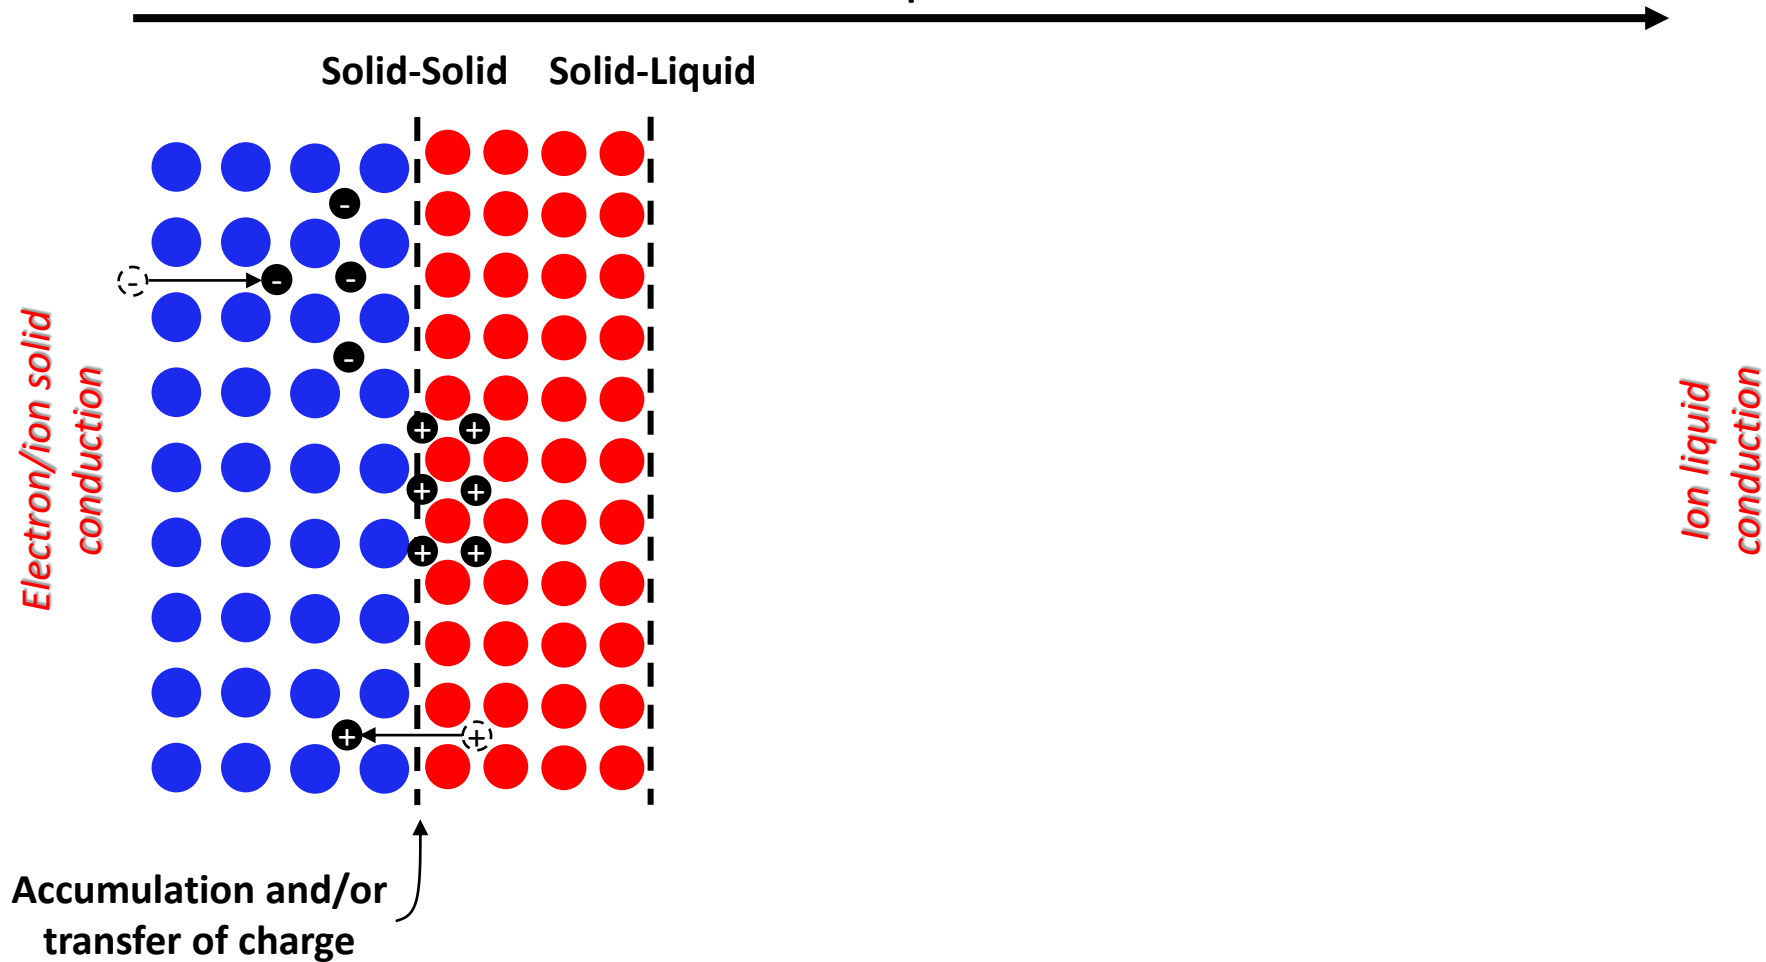 Solid-Solid Solid-Liquid
-
-
- -
-
Electron/ion solid
conduction
+ +
+ +
+ +
+ +
Ion liquid
conduction
Accumulation and/or
transfer of charge